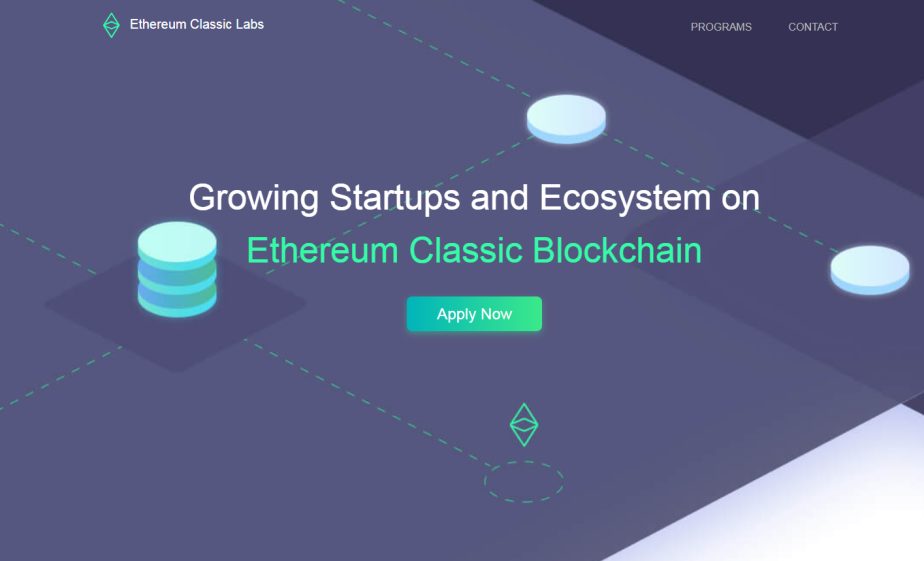 Ethereum Classic Labs
PROGRAMS
CONTACT
Growing Startups and Ecosystem on
Ethereum Classic Blockchain
Apply Now